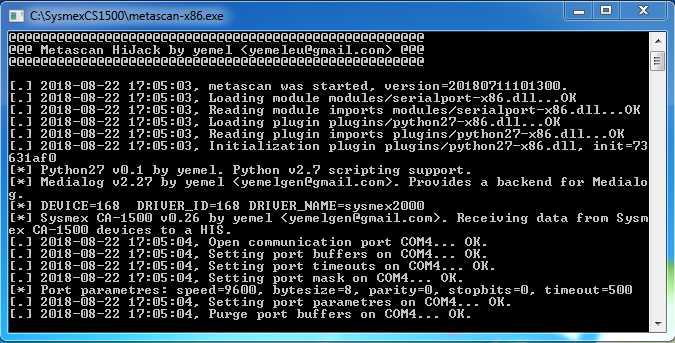 C:\SysmexCS1500\metascan-x86.exe
@@@@@@@@@@@@@@@@@@@@@@@@@@@@@@@@@@@@@@@@@@@@@@@@@@@@
@@@ Metascan HiJack by yemel <yemeleu@gmail.com> @@@
@@@@@@@@@@@@@@@@@@@@@@@@@@@@@@@@@@@@@@@@@@@@@@@@@@@@
[.] 2018-08-22 17:05:03, metascan was started, version=20180711101300.
[.] 2018-08-22 17:05:03, Loading module modules/serialport-x86.dll...OK
[.] 2018-08-22 17:05:03, Reading module imports modules/serialport-x86.dll...OK
[.] 2018-08-22 17:05:03, Loading plugin plugins/python27-x86.dll...OK
[.] 2018-08-22 17:05:03, Reading plugin imports plugins/python27-x86.dll...OK
[.] 2018-08-22 17:05:03, Initialization plugin plugins/python27-x86.dll, init=73
631af0
[*] Python27 v0.1 by yemel. Python v2.7 scripting support.
[*] Medialog v2.27 by yemel <yemelgen@gmail.com>. Provides a backend for Medialo
g.
[*] DEVICE=168  DRIVER_ID=168 DRIVER_NAME=sysmex2000
[*] Sysmex CA-1500 v0.26 by yemel <yemelgen@gmail.com>. Receiving data from Sysm
ex CA-1500 devices to a HIS.
[.] 2018-08-22 17:05:04, Open communication port COM4... OK.
[.] 2018-08-22 17:05:04, Setting port buffers on COM4... OK.
[.] 2018-08-22 17:05:04, Setting port timeouts on COM4... OK.
[.] 2018-08-22 17:05:04, Setting port mask on COM4... OK.
[*] Port parametres: speed=9600, bytesize=8, parity=0, stopbits=0, timeout=500
[.] 2018-08-22 17:05:04, Setting port parametres on COM4... OK.
[.] 2018-08-22 17:05:04, Purge port buffers on COM4... OK.